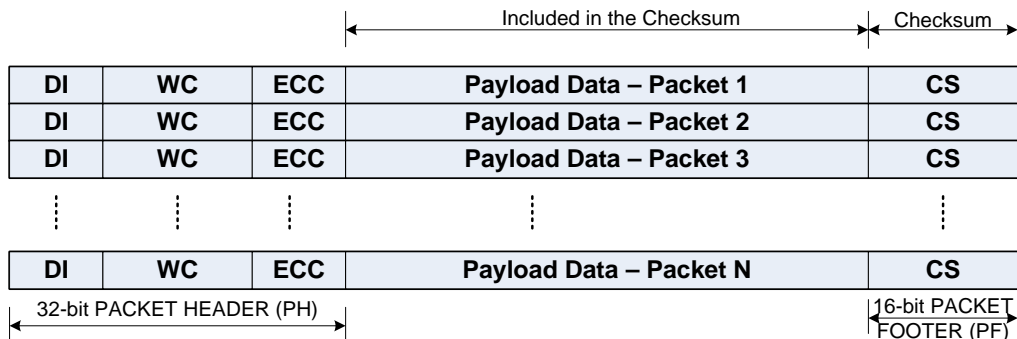 Included in the Checksum Checksum
DI WC ECC Payload Data – Packet 1 CS
DI WC ECC Payload Data – Packet 2 CS
DI WC ECC Payload Data – Packet 3 CS
DI WC ECC Payload Data – Packet N CS
32-bit PACKET HEADER (PH)
16-bit PACKET
FOOTER (PF)